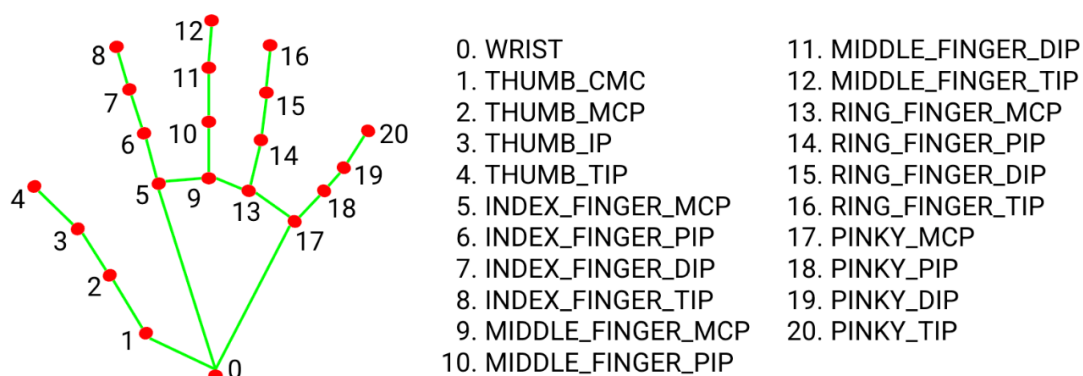 12
8
16
11
7
15
10
6
14
20
4
5
9
13
19
18
3
17
2
1
0
0. WRIST
1. THUMB_CMC
2. THUMB_MCP
3. THUMB_IP
4. THUMB_TIP
5. INDEX_FINGER_MCP
6. INDEX_FINGER_PIP
7. INDEX_FINGER_DIP
8. INDEX_FINGER_TIP
9. MIDDLE_FINGER_MCP
10. MIDDLE_FINGER_PIP
11. MIDDLE_FINGER_DIP
12. MIDDLE_FINGER_TIP
13. RING_FINGER_MCP
14. RING_FINGER_PIP
15. RING_FINGER_DIP
16. RING_FINGER_TIP
17. PINKY_MCP
18. PINKY_PIP
19. PINKY_DIP
20. PINKY_TIP